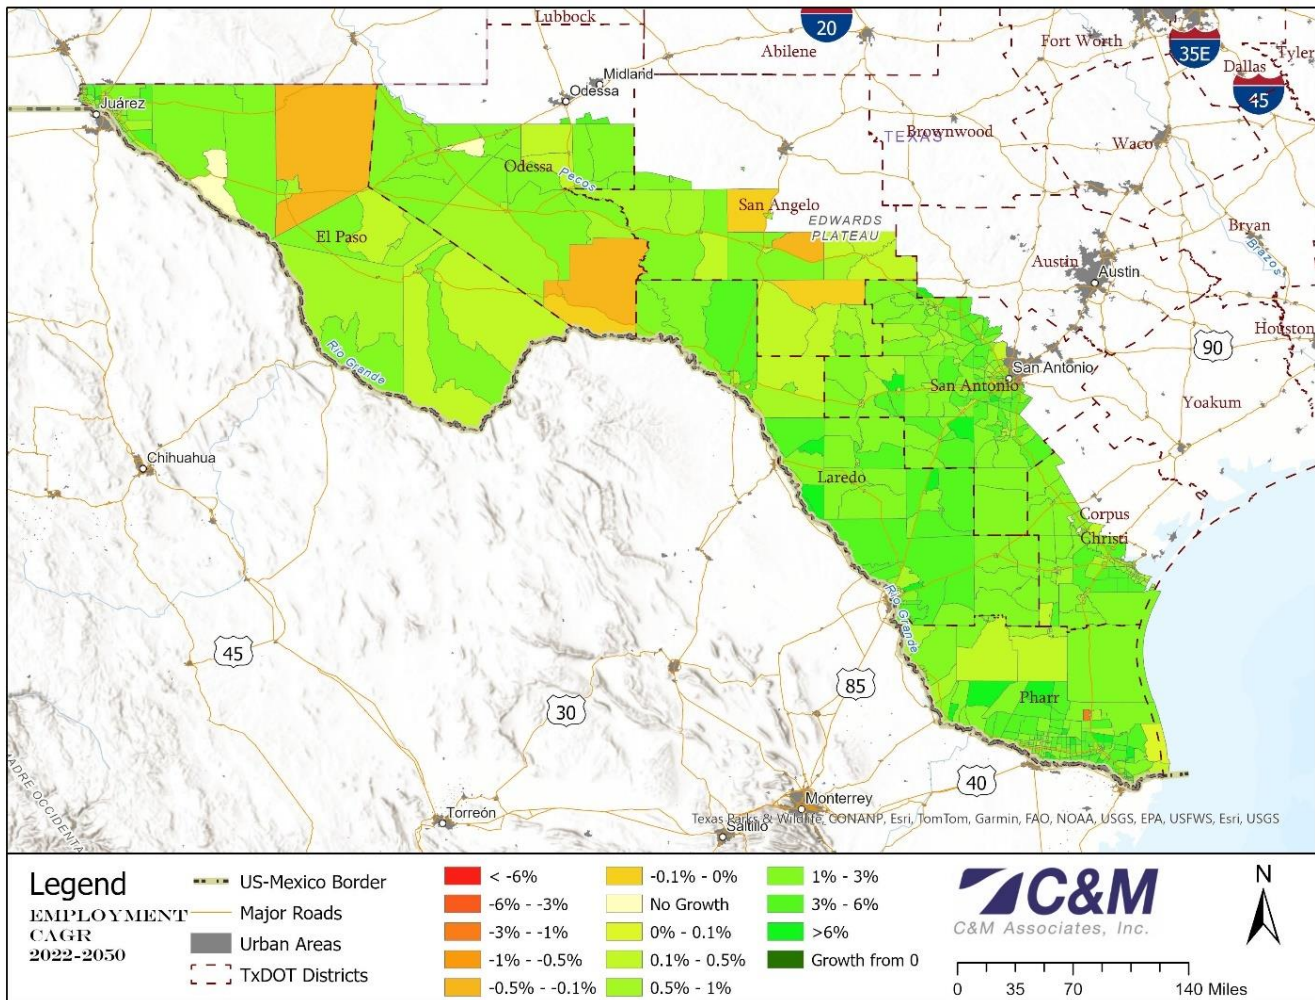 Lubbock
20
Abilene
Fort Worth
35E
Tyler
Dallas
45
Midland
Odessa
Juárez
TEXAS
Brownwood
Waco
Odessa
Pecos
San Angelo
EDWARDS
PLATEAU
Bryan
Brazos
El Paso
Austin
Austin
Houston
90
Rio Grande
San Antonio
San Antonio
Yoakum
Chihuahua
Laredo
Corpus
Christi
Rio Grande
45
85
30
Pharr
40
MADRE OCCIDENTA
Torreón
Monterrey
Saltillo
Texas Parks & Wildlife, CONANP, Esri, TomTom, Garmin, FAO, NOAA, USGS, EPA, USFWS, Esri, USGS
Legend
EMPLOYMENT
CAGR
2022-2050
US-Mexico Border
Major Roads
Urban Areas
TxDOT Districts
< -6%
-6% - -3%
-3% - -1%
-1% - -0.5%
-0.5% - -0.1%
-0.1% - 0%
No Growth
0% - 0.1%
0.1% - 0.5%
0.5% - 1%
1% - 3%
3% - 6%
>6%
Growth from 0
C&M
C&M Associates, Inc.
N
0 35 70 140 Miles